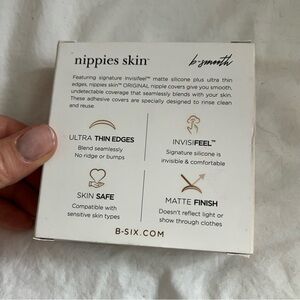 nippies skin™
b-smooth
Featuring signature Invisifeel™ matte silicone plus ultra thin
edges, nippies skin™ ORIGINAL nipple covers give you smooth,
undetectable coverage that seamlessly blends with your skin.
These adhesive covers are specially designed to rinse clean
and reuse.
ULTRA THIN EDGES
Blend seamlessly
No ridge or bumps
INVISIFEEL™
Signature silicone is
invisible & comfortable
SKIN SAFE
Compatible with
sensitive skin types
MATTE FINISH
Doesn't reflect light or
show through clothes
B-SIX.COM